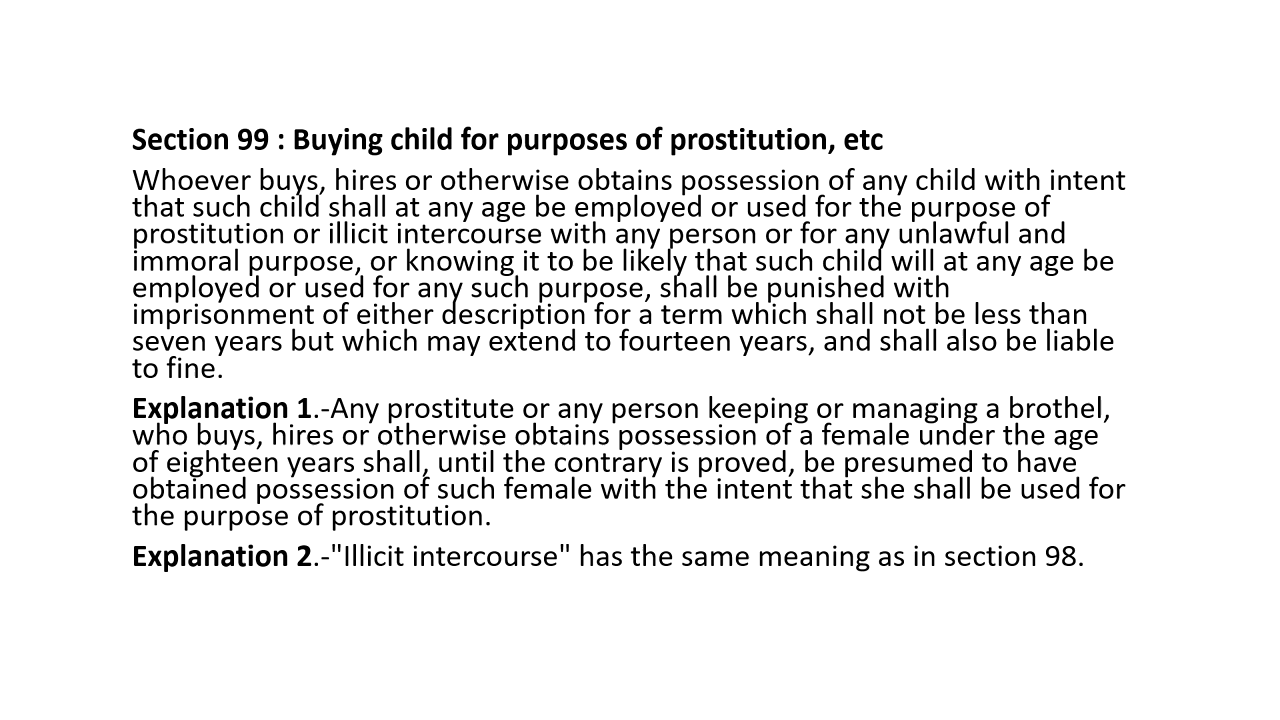 Section 99 : Buying child for purposes of prostitution, etc
Whoever buys, hires or otherwise obtains possession of any child with intent
that such child shall at any age be employed or used for the purpose of
prostitution or illicit intercourse with any person or for any unlawful and
immoral purpose, or knowing it to be likely that such child will at any age be
employed or used for any such purpose, shall be punished with
imprisonment of either description for a term which shall not be less than
seven years but which may extend to fourteen years, and shall also be liable
to fine.
Explanation 1.-Any prostitute or any person keeping or managing a brothel,
who buys, hires or otherwise obtains possession of a female under the age
of eighteen years shall, until the contrary is proved, be presumed to have
obtained possession of such female with the intent that she shall be used for
the purpose of prostitution.
Explanation 2.-"Illicit intercourse" has the same meaning as in section 98.